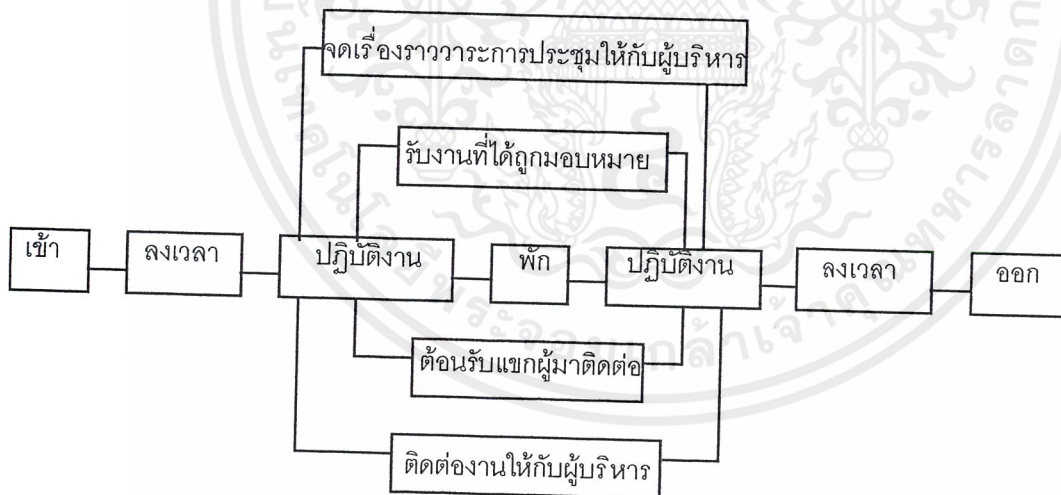 จดเรื่องราววาระการประชุมให้กับผู้บริหาร
รับงานที่ได้ถูกมอบหมาย
เข้า
ลงเวลา
ปฏิบัติงาน
พัก
ปฏิบัติงาน
ลงเวลา
ออก
ต้อนรับแขกผู้มาติดต่อ
ติดต่องานให้กับผู้บริหาร